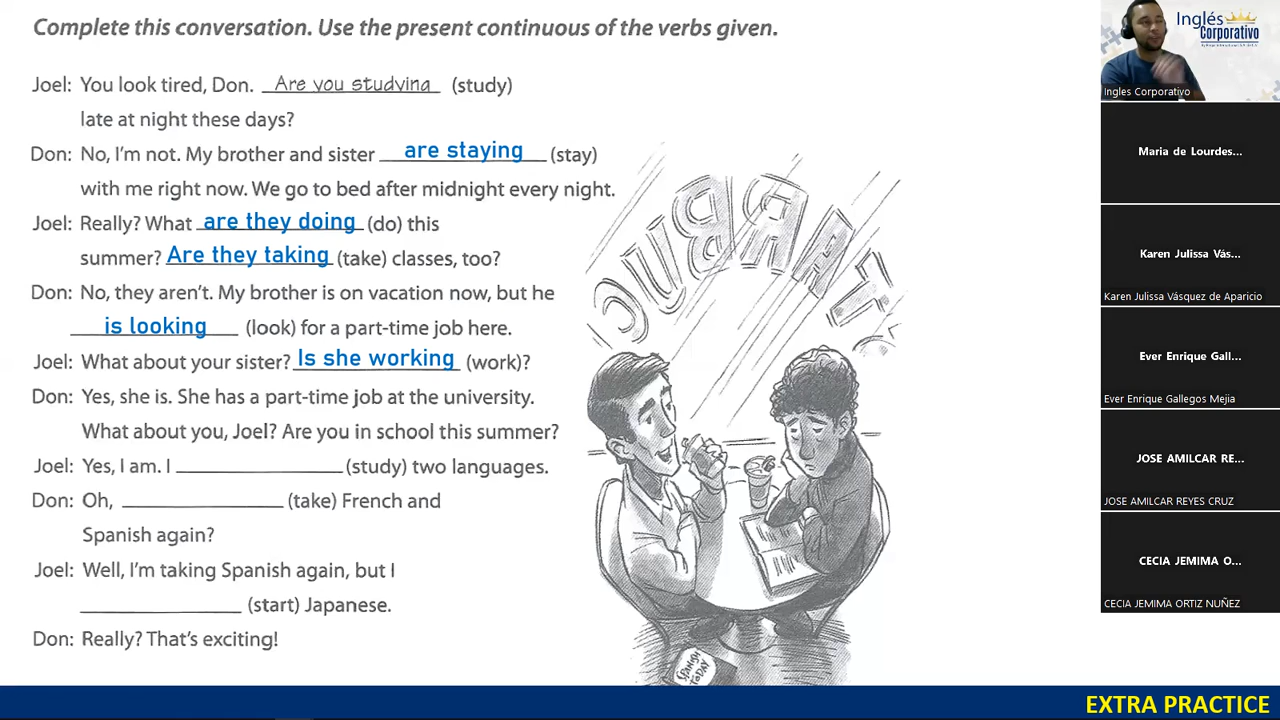 Complete this conversation. Use the present continuous of the verbs given.
Joel: You look tired, Don. Are you studying (study)
late at night these days?
Don: No, I'm not. My brother and sister are staying (stay)
with me right now. We go to bed after midnight every night.
Joel: Really? What are they doing (do) this
summer? Are they taking (take) classes, too?
Don: No, they aren't. My brother is on vacation now, but he
is looking (look) for a part-time job here.
Joel: What about your sister? Is she working (work)?
Don: Yes, she is. She has a part-time job at the university.
What about you, Joel? Are you in school this summer?
Joel: Yes, I am. I (study) two languages.
Don: Oh, (take) French and
Spanish again?
Joel: Well, I'm taking Spanish again, but I
(start) Japanese.
Don: Really? That's exciting!
SPANISH TODAY
EXTRA PRACTICE
Inglés
Corporativo
Ingles Corporativo
Maria de Lourdes...
Karen Julissa Vás...
Karen Julissa Vásquez de Aparicio
Ever Enrique Gall...
Ever Enrique Gallegos Mejia
JOSE AMILCAR RE...
JOSE AMILCAR REYES CRUZ
CECIA JEMIMA O...
CECIA JEMIMA ORTIZ NUÑEZ